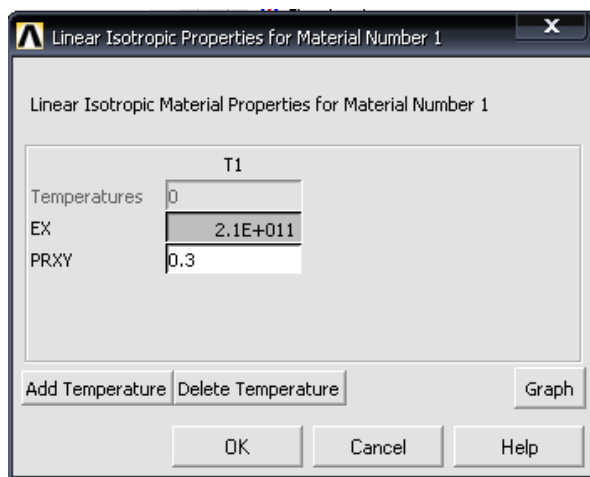 Linear Isotropic Properties for Material Number 1
X
Linear Isotropic Material Properties for Material Number 1
T1
Temperatures 0
EX 2.1E+011
PRXY 0.3
Add Temperature Delete Temperature Graph
OK Cancel Help